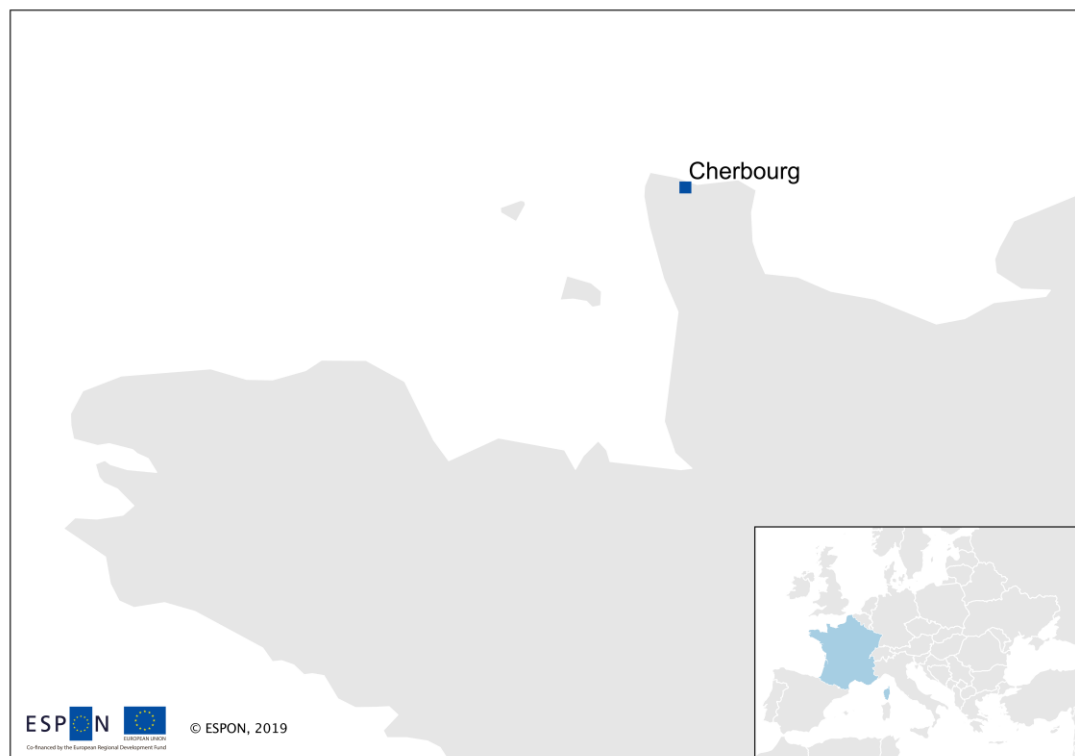 Cherbourg
ESPON
EUROPEAN UNION
© ESPON, 2019
Co-financed by the European Regional Development Fund